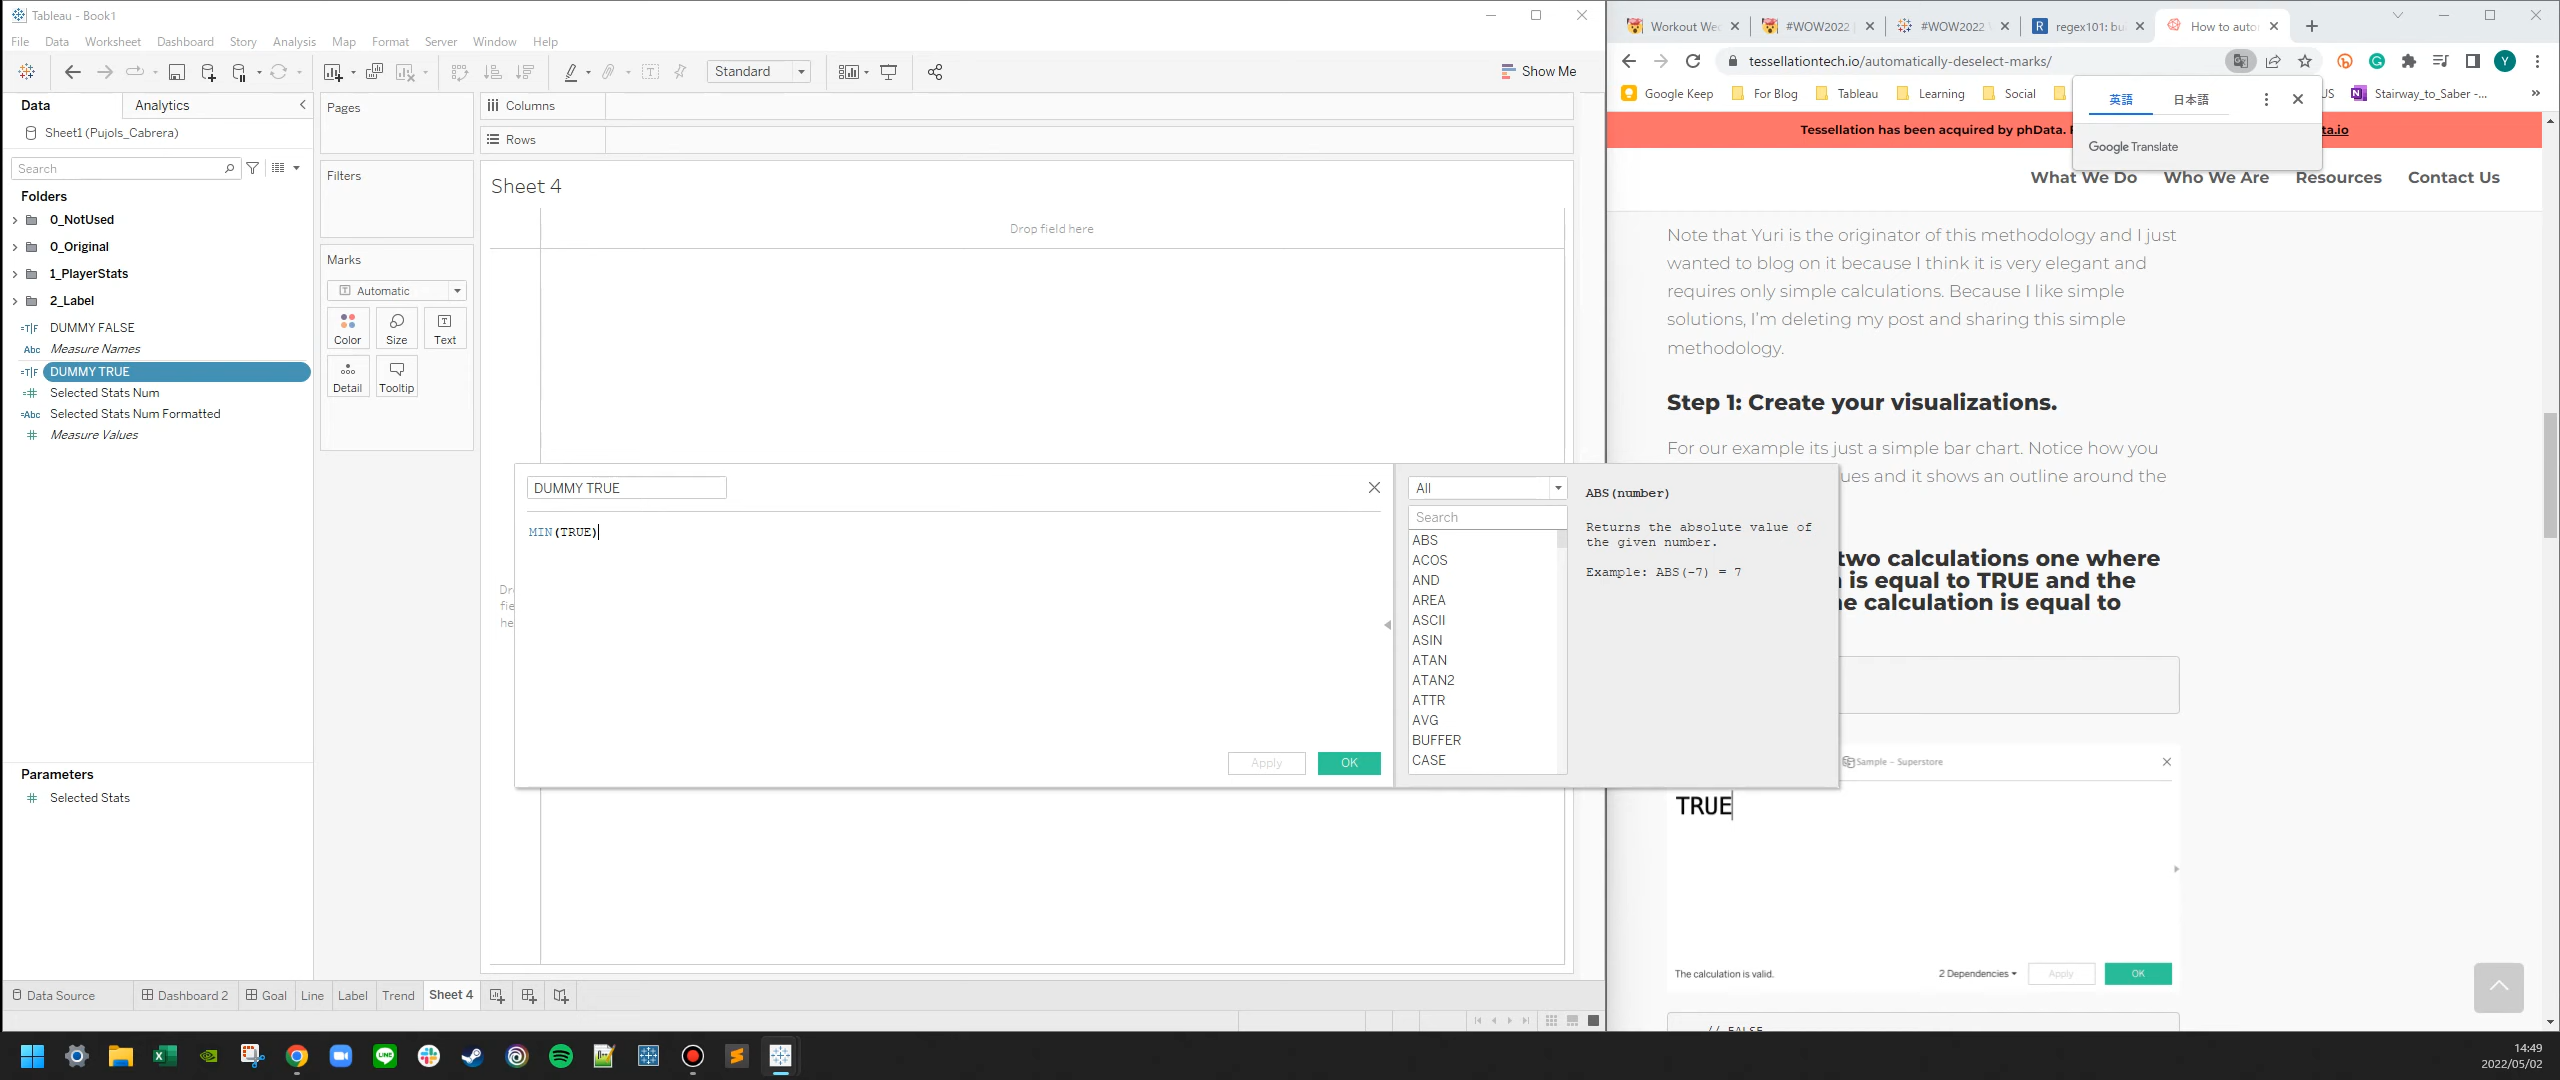 Tableau - Book1
File Data Worksheet Dashboard Story Analysis Map Format Server Window Help
Standard
Show Me
Data
Analytics
Sheet1 (Pujols_Cabrera)
Search
Folders
0_NotUsed
0_Original
1_PlayerStats
2_Label
=T|F DUMMY FALSE
Abc Measure Names
=T|F DUMMY TRUE
Selected Stats Num
=Abc Selected Stats Num Formatted
Measure Values
Parameters
Selected Stats
Pages
Filters
Marks
Automatic
Color
Size
Text
Detail
Tooltip
Columns
Rows
Sheet 4
Drop field here
DUMMY TRUE
MIN(TRUE)
Apply
OK
All
Search
ABS
ACOS
AND
AREA
ASCII
ASIN
ATAN
ATAN2
ATTR
AVG
BUFFER
CASE
ABS(number)
Returns the absolute value of
the given number.
Example: ABS(-7) = 7
Data Source
Dashboard 2
Goal
Line
Label
Trend
Sheet 4
Workout We
#WOW2022
#WOW2022
regex101: bu
How to auto
tessellationtech.io/automatically-deselect-marks/
Google Keep
For Blog
Tableau
Learning
Social
US
Stairway_to_Saber -...
英語
日本語
Google Translate
Tessellation has been acquired by phData.
ta.io
What We Do
Who We Are
Resources
Contact Us
Note that Yuri is the originator of this methodology and I just
wanted to blog on it because I think it is very elegant and
requires only simple calculations. Because I like simple
solutions, I'm deleting my post and sharing this simple
methodology.
Step 1: Create your visualizations.
For our example its just a simple bar chart. Notice how you
ues and it shows an outline around the
two calculations one where
is equal to TRUE and the
e calculation is equal to
Sample - Superstore
TRUE
The calculation is valid.
2 Dependencies
Apply
OK
// FALSE
14:49
2022/05/02